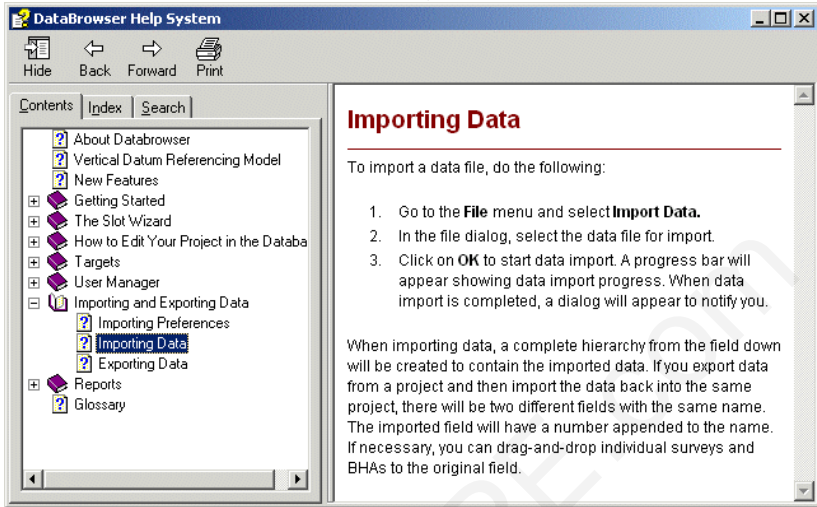 DataBrowser Help System
Hide Back Forward Print
Contents Index Search
About Databrowser
Vertical Datum Referencing Model
New Features
Getting Started
The Slot Wizard
How to Edit Your Project in the Databa
Targets
User Manager
Importing and Exporting Data
Importing Preferences
Importing Data
Exporting Data
Reports
Glossary
Importing Data
To import a data file, do the following:
1. Go to the File menu and select Import Data.
2. In the file dialog, select the data file for import.
3. Click on OK to start data import. A progress bar will
appear showing data import progress. When data
import is completed, a dialog will appear to notify you.
When importing data, a complete hierarchy from the field down
will be created to contain the imported data. If you export data
from a project and then import the data back into the same
project, there will be two different fields with the same name.
The imported field will have a number appended to the name.
If necessary, you can drag-and-drop individual surveys and
BHAs to the original field.